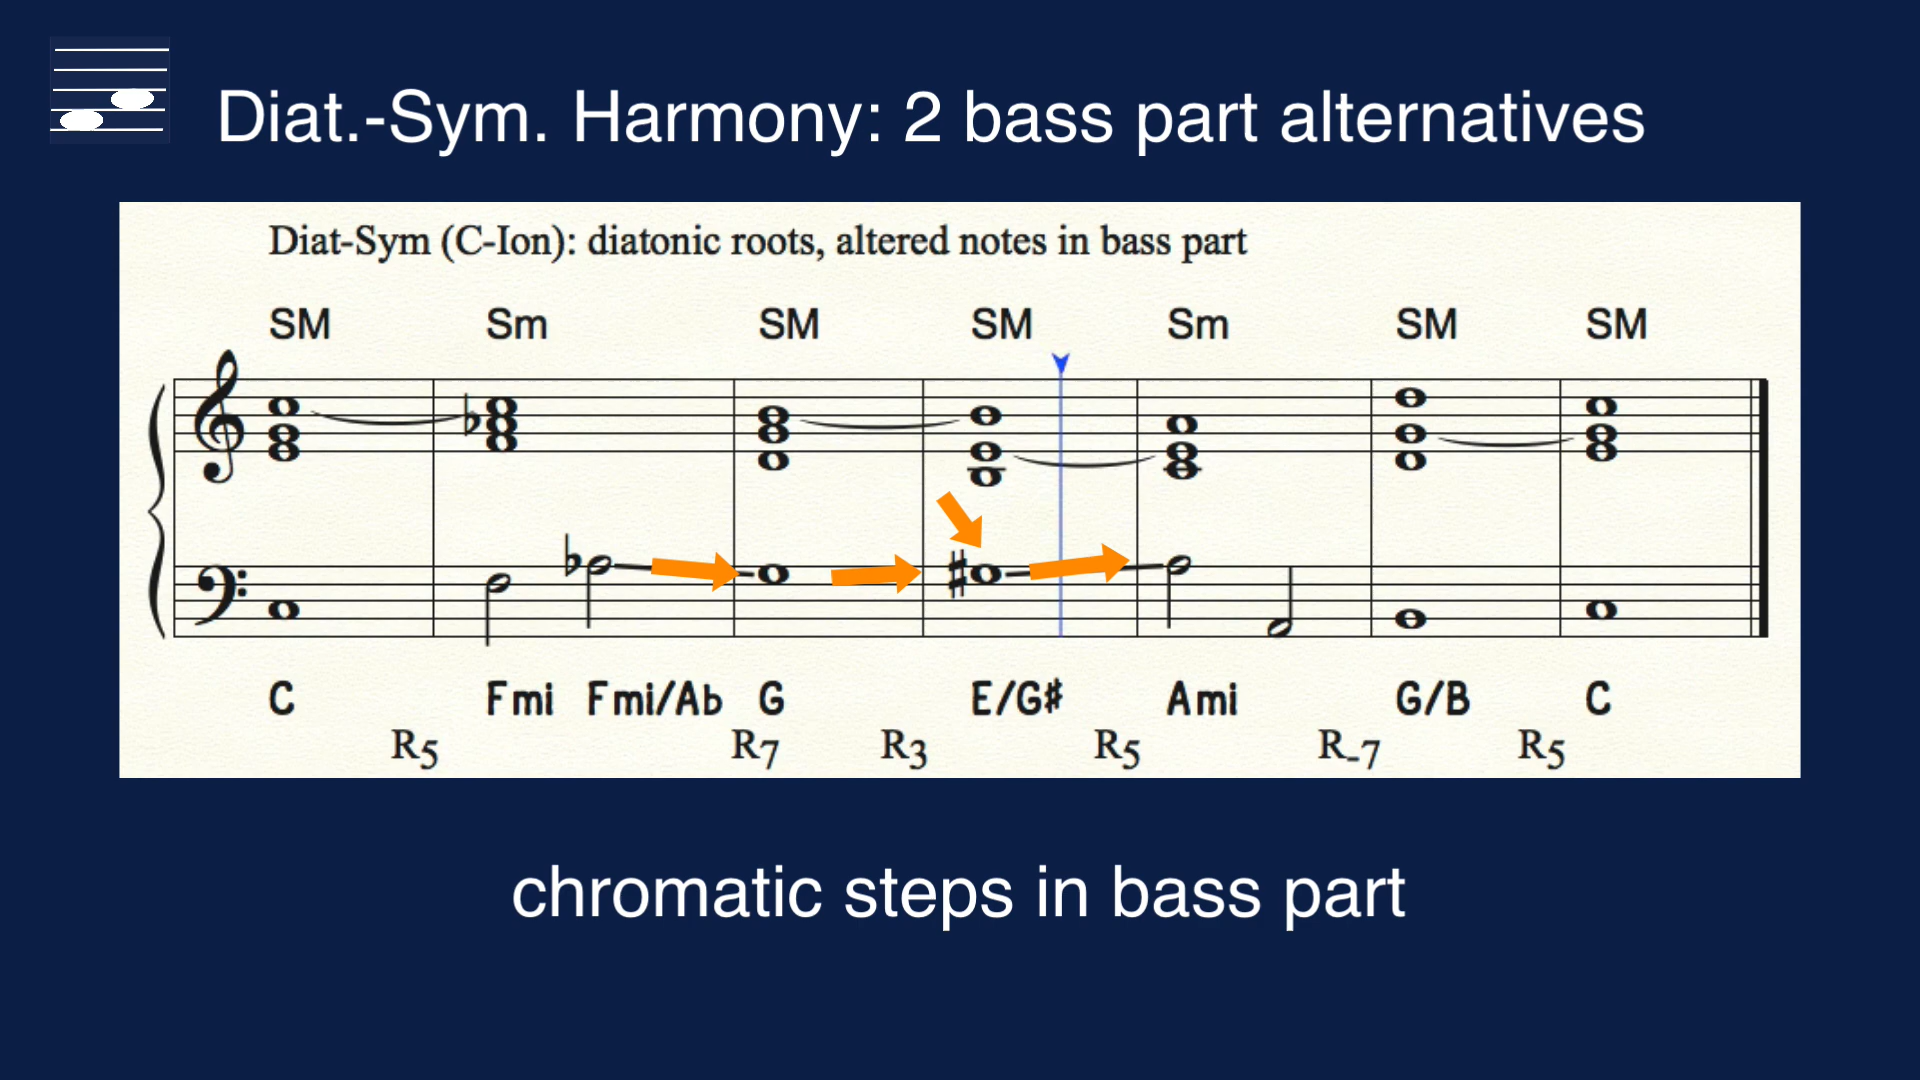 Diat.-Sym. Harmony: 2 bass part alternatives
Diat-Sym (C-Ion): diatonic roots, altered notes in bass part
SM Sm SM SM Sm SM SM
C Fmi Fmi/Ab G E/G♯ Ami G/B C
R5 R7 R3 R5 R-7 R5
chromatic steps in bass part